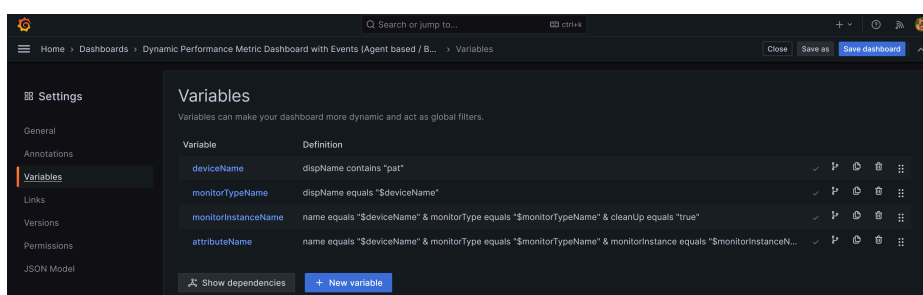 Search or jump to... ctrl+k
Home › Dashboards › Dynamic Performance Metric Dashboard with Events (Agent based / B... › Variables Close Save as Save dashboard
Settings
General
Annotations
Variables
Links
Versions
Permissions
JSON Model
Variables
Variables can make your dashboard more dynamic and act as global filters.
Variable Definition
deviceName dispName contains "pat"
monitorTypeName dispName equals "$deviceName"
monitorInstanceName name equals "$deviceName" & monitorType equals "$monitorTypeName" & cleanUp equals "true"
attributeName name equals "$deviceName" & monitorType equals "$monitorTypeName" & monitorInstance equals "$monitorInstanceN...
Show dependencies + New variable